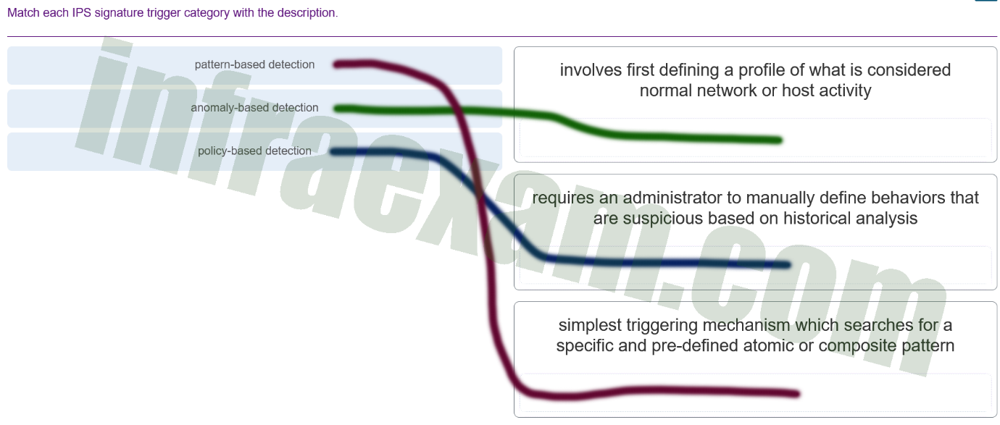 Match each IPS signature trigger category with the description.
pattern-based detection
anomaly-based detection
policy-based detection
involves first defining a profile of what is considered
normal network or host activity
requires an administrator to manually define behaviors that
are suspicious based on historical analysis
simplest triggering mechanism which searches for a
specific and pre-defined atomic or composite pattern
infraexam.com